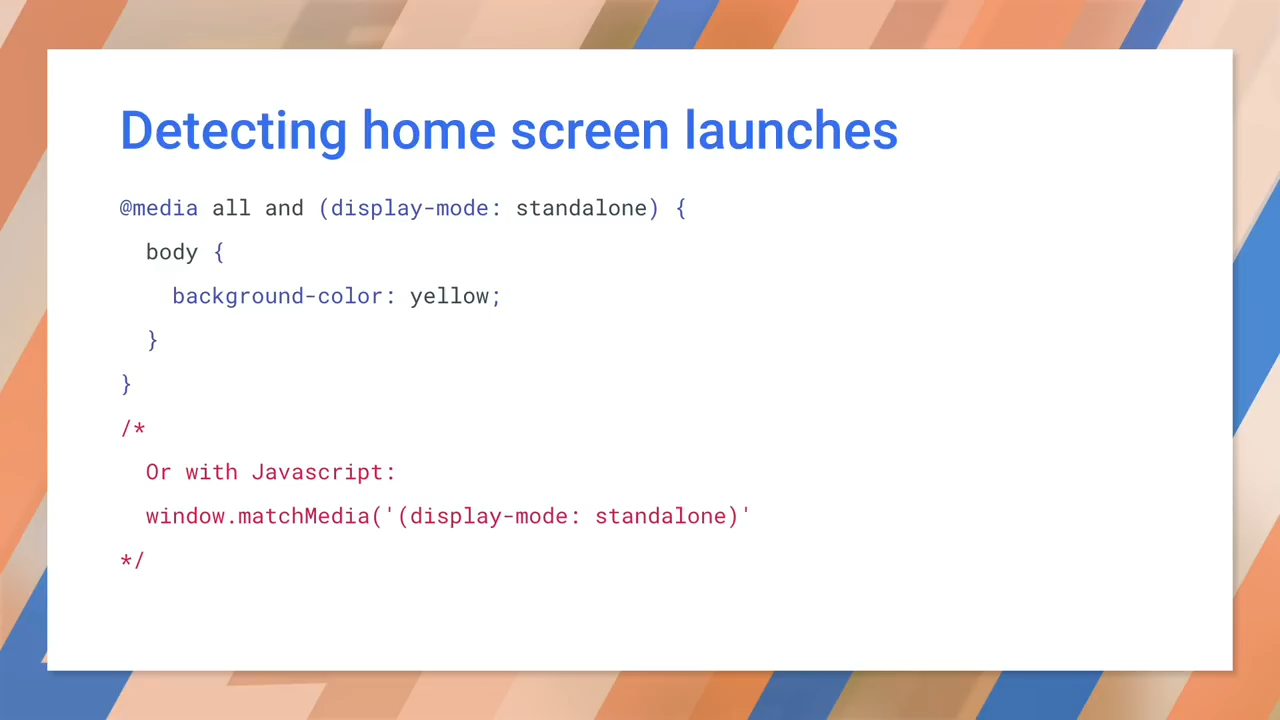 Detecting home screen launches
@media all and (display-mode: standalone) {
  body {
    background-color: yellow;
  }
}
/*
  Or with Javascript:
  window.matchMedia('(display-mode: standalone)'
*/